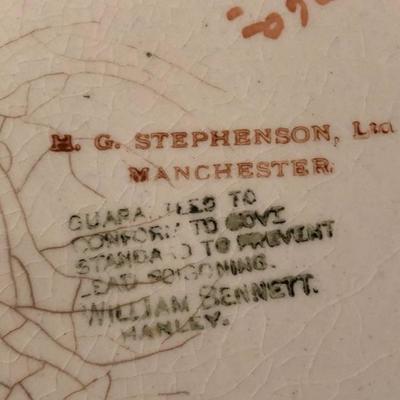 H. G. STEPHENSON, Ltd
MANCHESTER.
GUARANTEED TO
CONFORM TO GOVT
STANDARD TO PREVENT
LEAD POISONING.
WILLIAM BENNETT.
HANLEY.